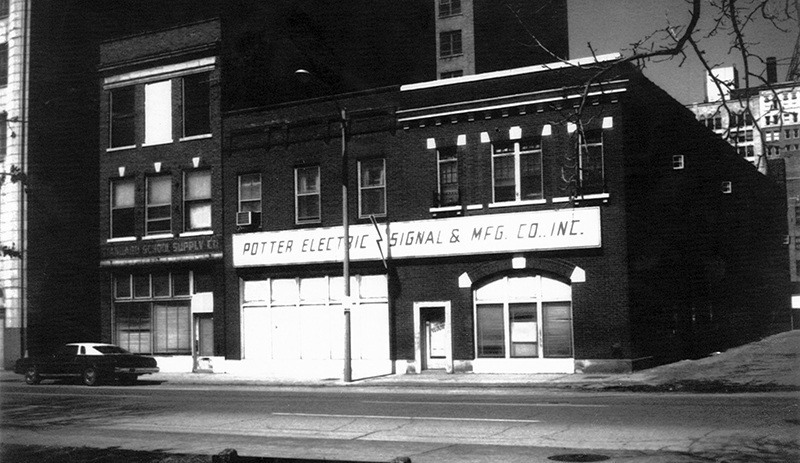 POTTER ELECTRIC SIGNAL & MFG. CO., INC.
SCHOOL SUPPLY CO